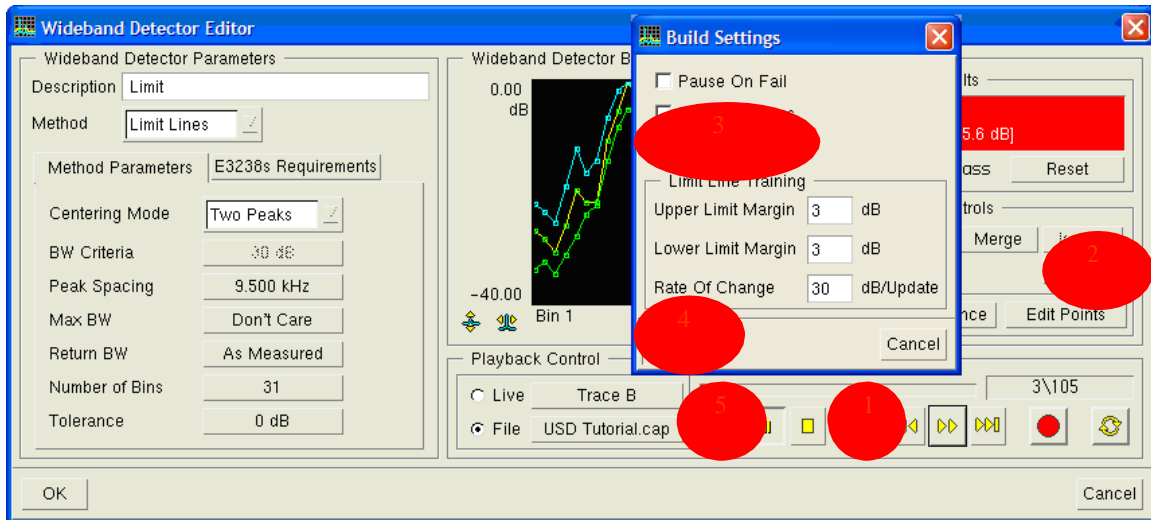 Wideband Detector Editor
Wideband Detector Parameters
Description Limit
Method Limit Lines
Method Parameters E3238s Requirements
Centering Mode Two Peaks
BW Criteria 30 dB
Peak Spacing 9.500 kHz
Max BW Don't Care
Return BW As Measured
Number of Bins 31
Tolerance 0 dB
OK
Wideband Detector B
0.00
dB
-40.00
Bin 1
Build Settings
Pause On Fail
3
Limit Line Training
Upper Limit Margin 3 dB
Lower Limit Margin 3 dB
Rate Of Change 30 dB/Update
4
Cancel
lts
5.6 dB]
ass Reset
trols
Merge
2
nce Edit Points
Playback Control
Live Trace B
File USD Tutorial.cap
5
1
3\105
Cancel